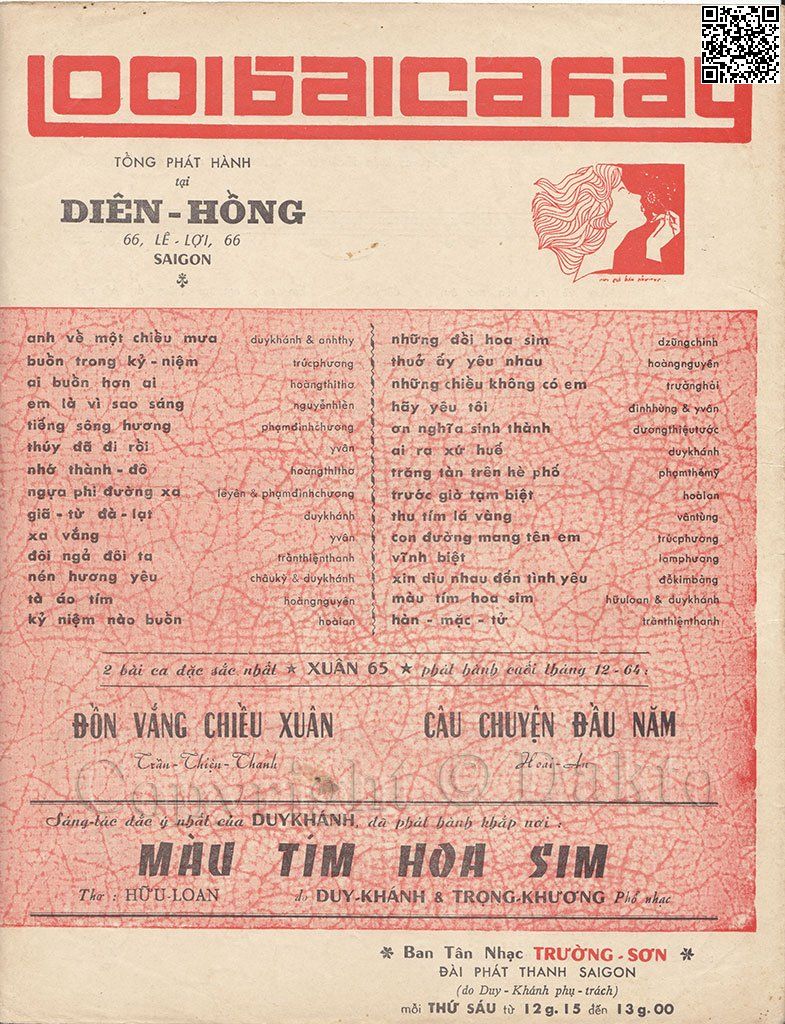 1001 bài ca hay
TỔNG PHÁT HÀNH
tại
DIÊN-HỒNG
66, LÊ-LỢI, 66
SAIGON
anh về một chiều mưa duykhánh & anhthy
buồn trong kỷ-niệm trúcphương
ai buồn hơn ai hoàngthithơ
em là vì sao sáng nguyễnhiền
tiếng sông hương phạmđìnhchương
thúy đã đi rồi yvân
nhớ thành-đô hoàngthithơ
ngựa phi đường xa lêyên & phạmđìnhchương
giã-từ đà-lạt duykhánh
xa vắng yvân
đôi ngả đôi ta trầnthiệnthanh
nén hương yêu châukỳ & duykhánh
tà áo tím hoàngnguyên
kỷ niệm nào buồn hoàian
những đồi hoa sim dzũngchinh
thuở ấy yêu nhau hoàngnguyên
những chiều không có em trườnghải
hãy yêu tôi đinhhùng & yvân
ơn nghĩa sinh thành dươngthiệutước
ai ra xứ huế duykhánh
trăng tàn trên hè phố phạmthếmỹ
trước giờ tạm biệt hoàian
thu tím lá vàng văntùng
con đường mang tên em trúcphương
vĩnh biệt lamphương
xin dìu nhau đến tình yêu đỗkimbảng
màu tím hoa sim hữuloan & duykhánh
hàn-mặc-tử trầnthiệnthanh
2 bài ca đặc sắc nhất ★ XUÂN 65 ★ phát hành cuối tháng 12-64:
ĐỒN VẮNG CHIỀU XUÂN
Trần-Thiện-Thanh
CÂU CHUYỆN ĐẦU NĂM
Hoài-An
Copyright © Dakto
Sáng-tác đắc ý nhất của DUYKHÁNH, đã phát hành khắp nơi:
MÀU TÍM HOA SIM
Thơ: HỮU-LOAN do DUY-KHÁNH & TRỌNG-KHƯƠNG Phổ nhạc
Ban Tân Nhạc TRƯỜNG-SƠN
ĐÀI PHÁT THANH SAIGON
(do Duy-Khánh phụ-trách)
mỗi THỨ SÁU từ 12g.15 đến 13g.00